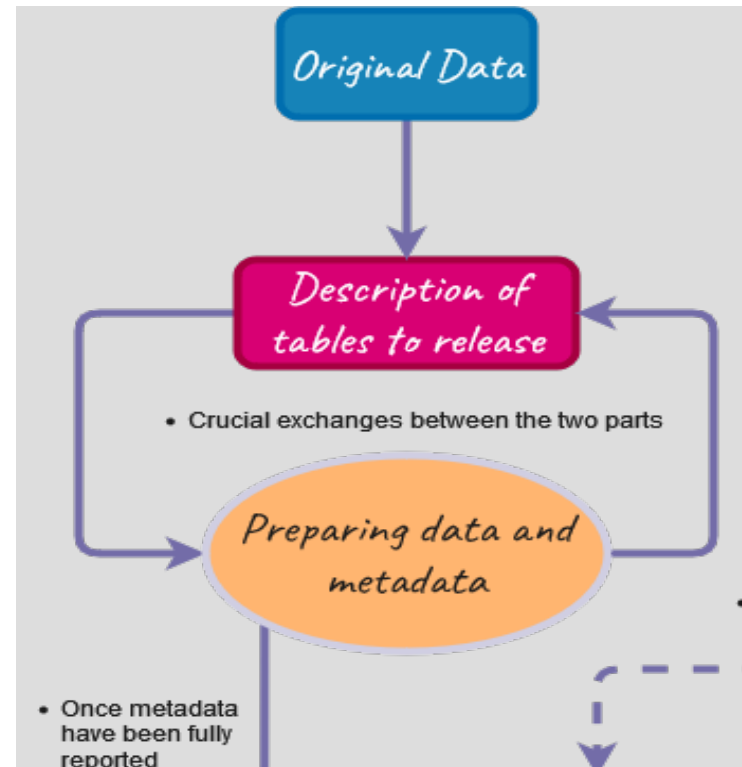 Original Data
Description of
tables to release
• Crucial exchanges between the two parts
Preparing data and
metadata
• Once metadata
have been fully
reported